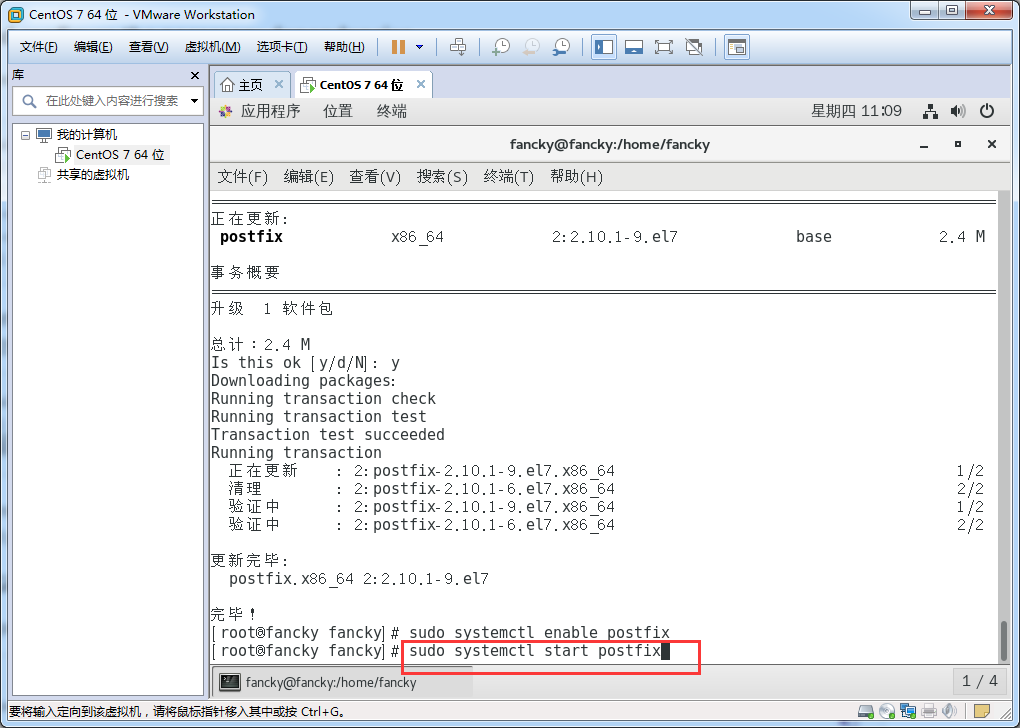 CentOS 7 64 位 - VMware Workstation
文件(F) 编辑(E) 查看(V) 虚拟机(M) 选项卡(T) 帮助(H)
库
在此处键入内容进行搜索
我的计算机
CentOS 7 64 位
共享的虚拟机
主页 CentOS 7 64 位
应用程序 位置 终端 星期四 11:09
fancky@fancky:/home/fancky
文件(F) 编辑(E) 查看(V) 搜索(S) 终端(T) 帮助(H)
正在更新:
postfix x86_64 2:2.10.1-9.el7 base 2.4 M
事务概要
升级 1 软件包
总计：2.4 M
Is this ok [y/d/N]: y
Downloading packages:
Running transaction check
Running transaction test
Transaction test succeeded
Running transaction
正在更新 : 2:postfix-2.10.1-9.el7.x86_64 1/2
清理 : 2:postfix-2.10.1-6.el7.x86_64 2/2
验证中 : 2:postfix-2.10.1-9.el7.x86_64 1/2
验证中 : 2:postfix-2.10.1-6.el7.x86_64 2/2
更新完毕:
postfix.x86_64 2:2.10.1-9.el7
完毕！
[root@fancky fancky]# sudo systemctl enable postfix
[root@fancky fancky]# sudo systemctl start postfix
fancky@fancky:/home/fancky 1 / 4
要将输入定向到该虚拟机，请将鼠标指针移入其中或按 Ctrl+G。